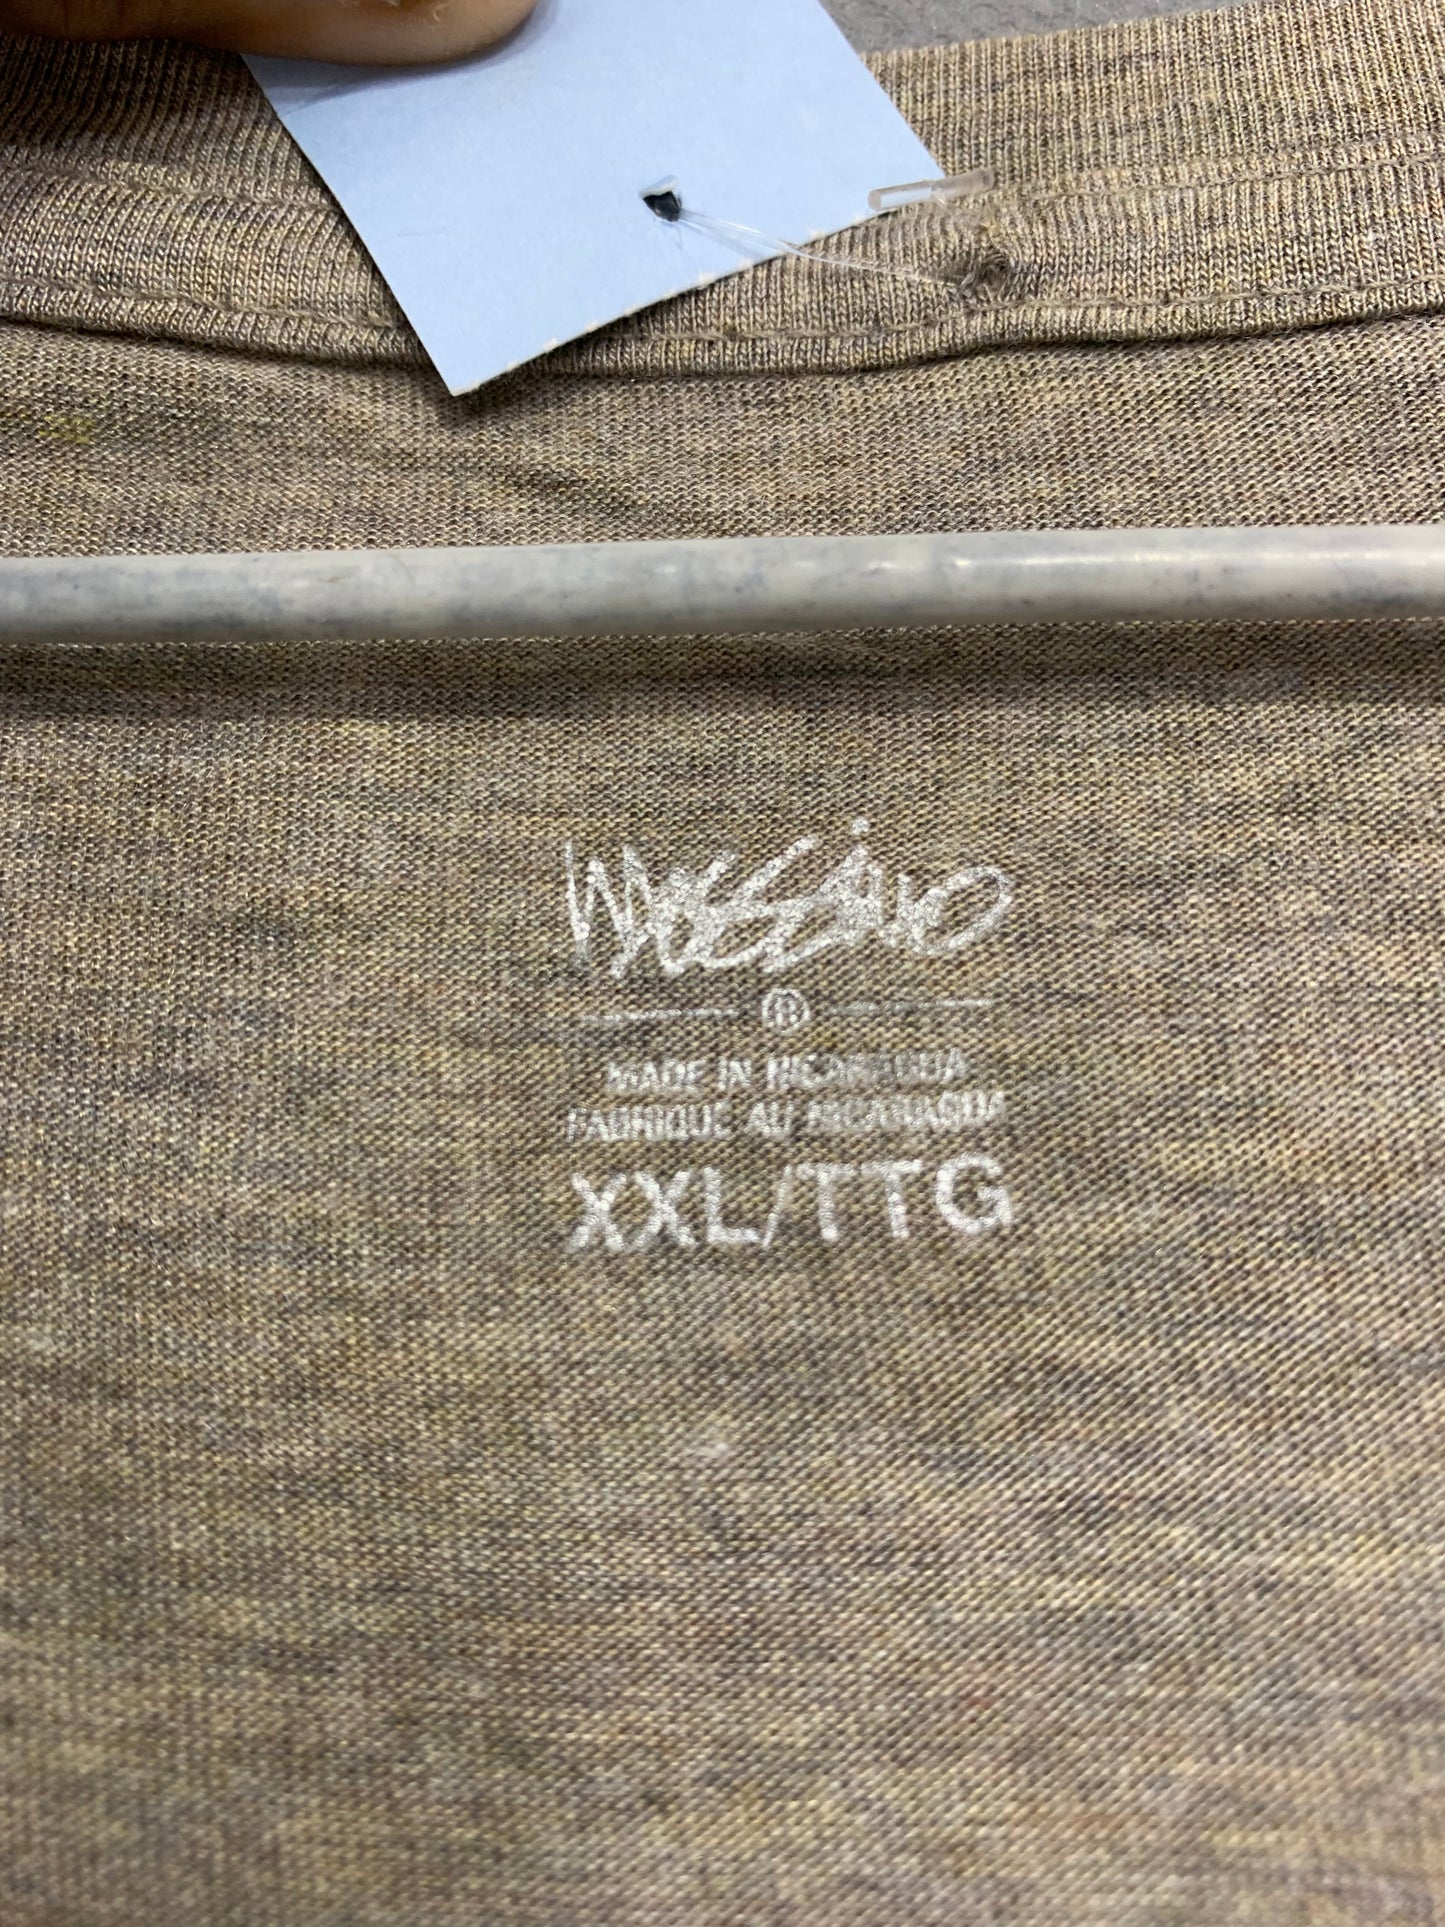 Mossimo
®
MADE IN NICARAGUA
FABRIQUE AU NICARAGUA
XXL/TTG